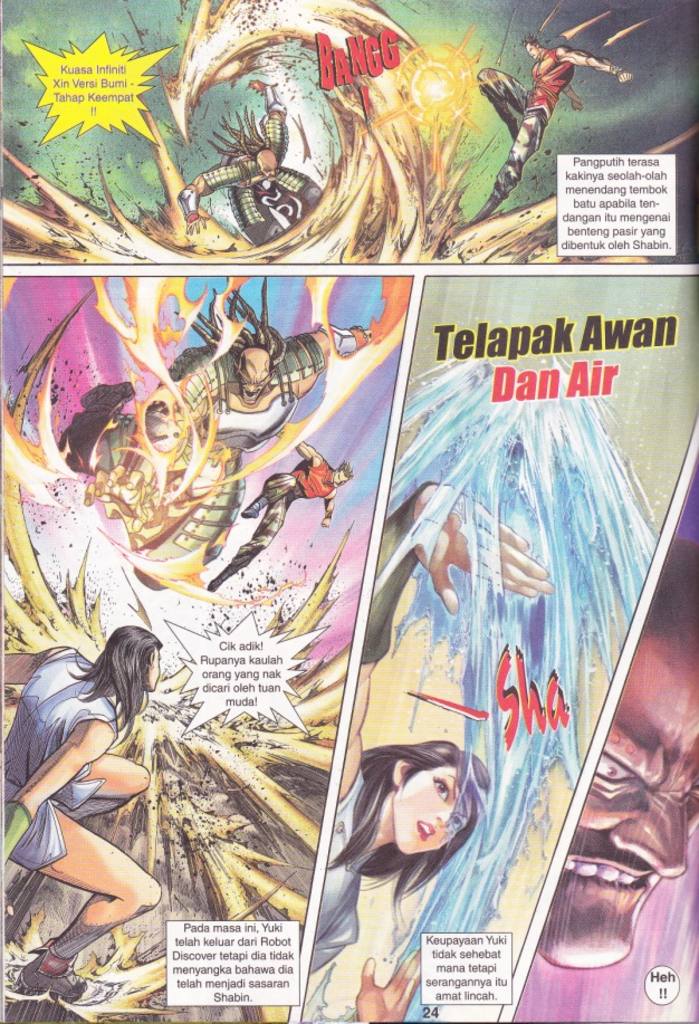 Kuasa Infiniti
Xin Versi Bumi -
Tahap Keempat
!!
BANGG
!
Pangputih terasa
kakinya seolah-olah
menendang tembok
batu apabila ten-
dangan itu mengenai
benteng pasir yang
dibentuk oleh Shabin.
Cik adik!
Rupanya kaulah
orang yang nak
dicari oleh tuan
muda!
Pada masa ini, Yuki
telah keluar dari Robot
Discover tetapi dia tidak
menyangka bahawa dia
telah menjadi sasaran
Shabin.
Telapak Awan
Dan Air
Sha
Keupayaan Yuki
tidak sehebat
mana tetapi
serangannya itu
amat lincah.
Heh
!!
24